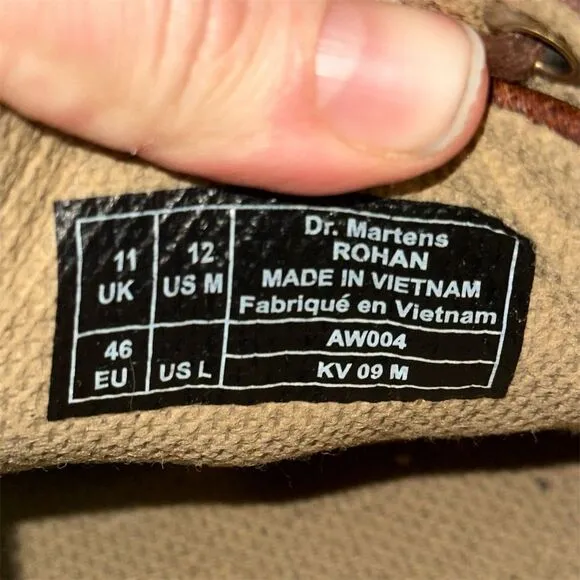 11
UK
12
US M
46
EU
US L
Dr. Martens
ROHAN
MADE IN VIETNAM
Fabriqué en Vietnam
AW004
KV 09 M